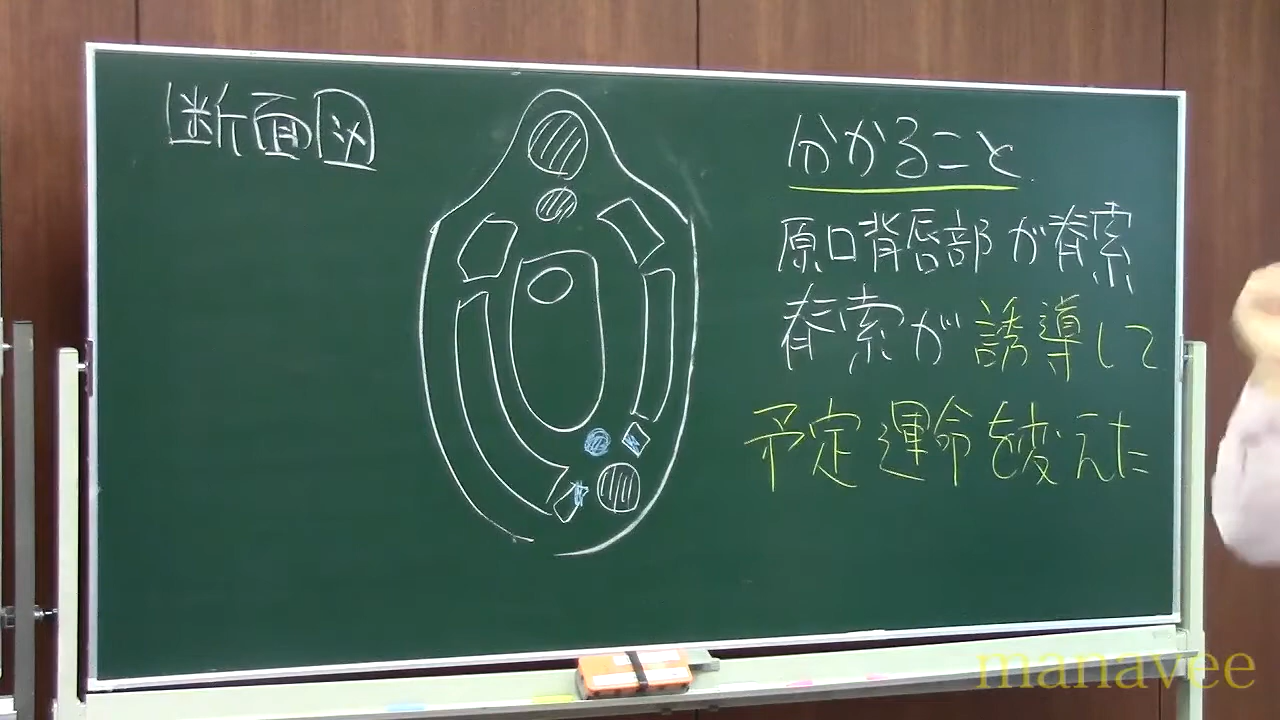 断面図
分かること
原口背唇部が脊索
脊索が誘導して
予定運命を変えた
manavee